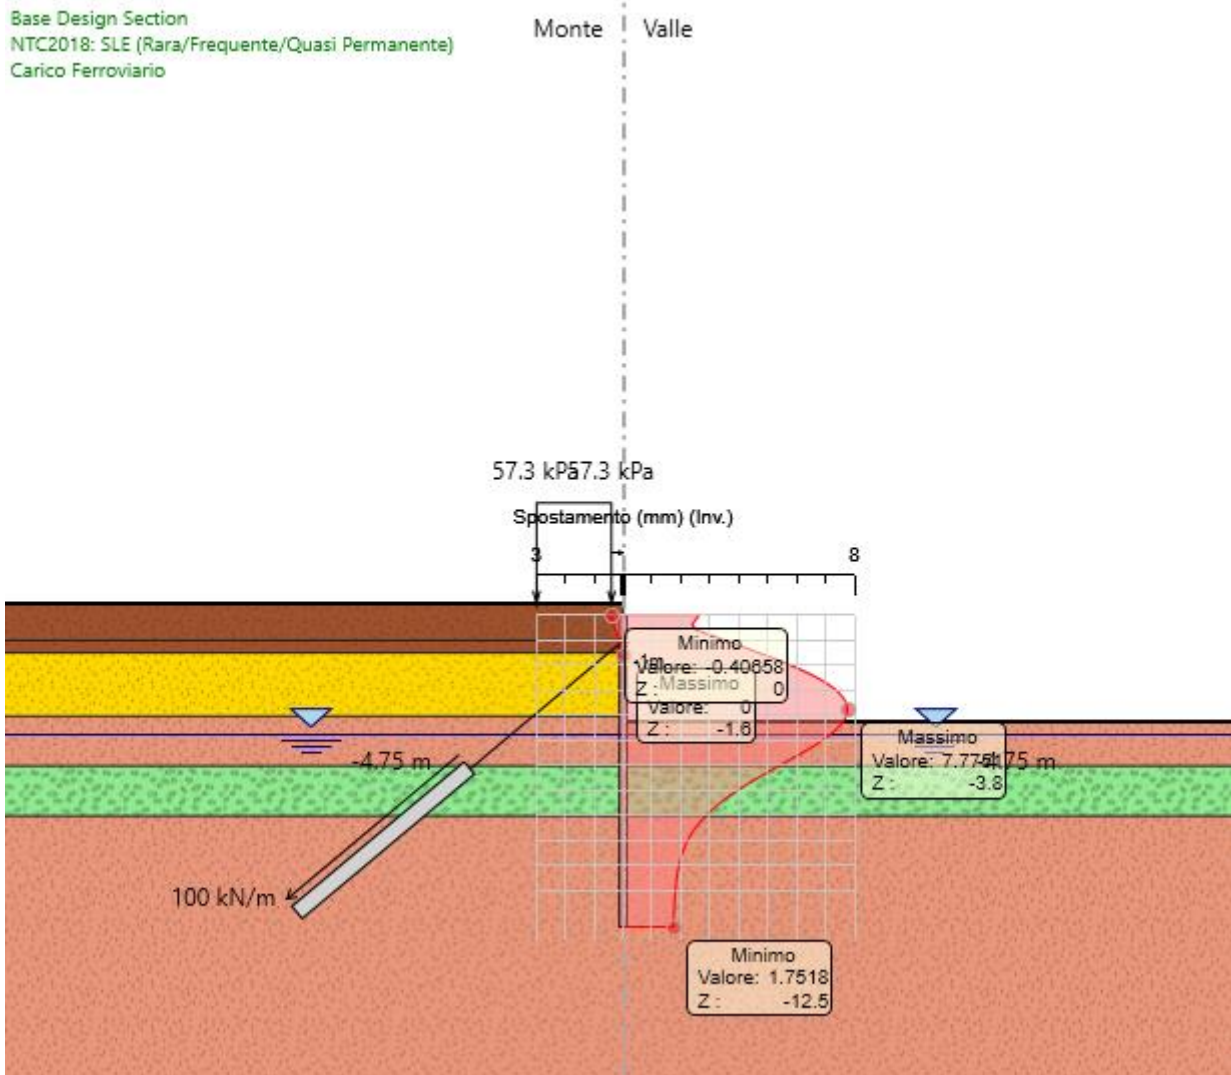 Base Design Section
NTC2018: SLE (Rara/Frequente/Quasi Permanente)
Carico Ferroviario
Monte
Valle
57.3 kPa
57.3 kPa
Spostamento (mm) (Inv.)
3
8
Minimo
Valore: -0.40658
Z : 0
-1m
Massimo
Valore: 0
Z : -1.6
Massimo
Valore: 7.775
Z : -3.8
-4.75 m
-4.75 m
100 kN/m
Minimo
Valore: 1.7518
Z : -12.5